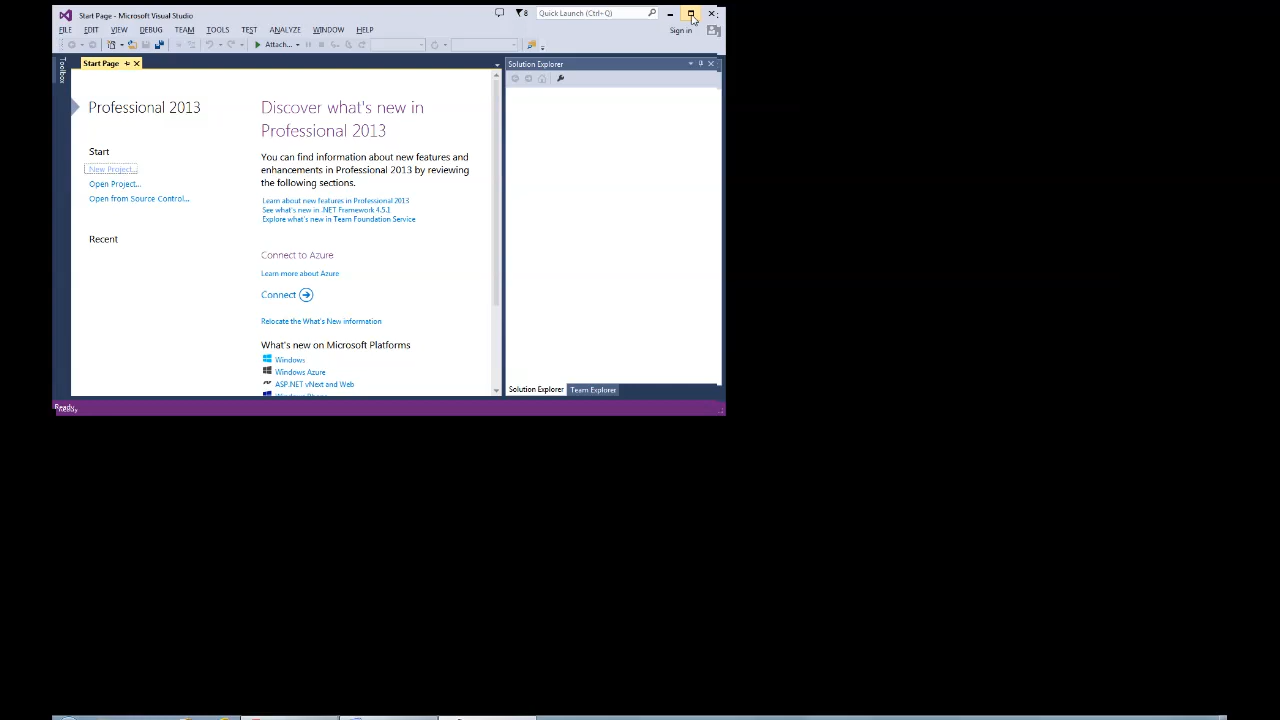 Start Page - Microsoft Visual Studio
8
Quick Launch (Ctrl+Q)
FILE EDIT VIEW DEBUG TEAM TOOLS TEST ANALYZE WINDOW HELP
Sign in
Attach...
Toolbox
Start Page
Solution Explorer
Professional 2013
Start
New Project...
Open Project...
Open from Source Control...
Recent
Discover what's new in
Professional 2013
You can find information about new features and
enhancements in Professional 2013 by reviewing
the following sections.
Learn about new features in Professional 2013
See what's new in .NET Framework 4.5.1
Explore what's new in Team Foundation Service
Connect to Azure
Learn more about Azure
Connect
Relocate the What's New information
What's new on Microsoft Platforms
Windows
Windows Azure
ASP.NET vNext and Web
Solution Explorer Team Explorer
Ready
Ready